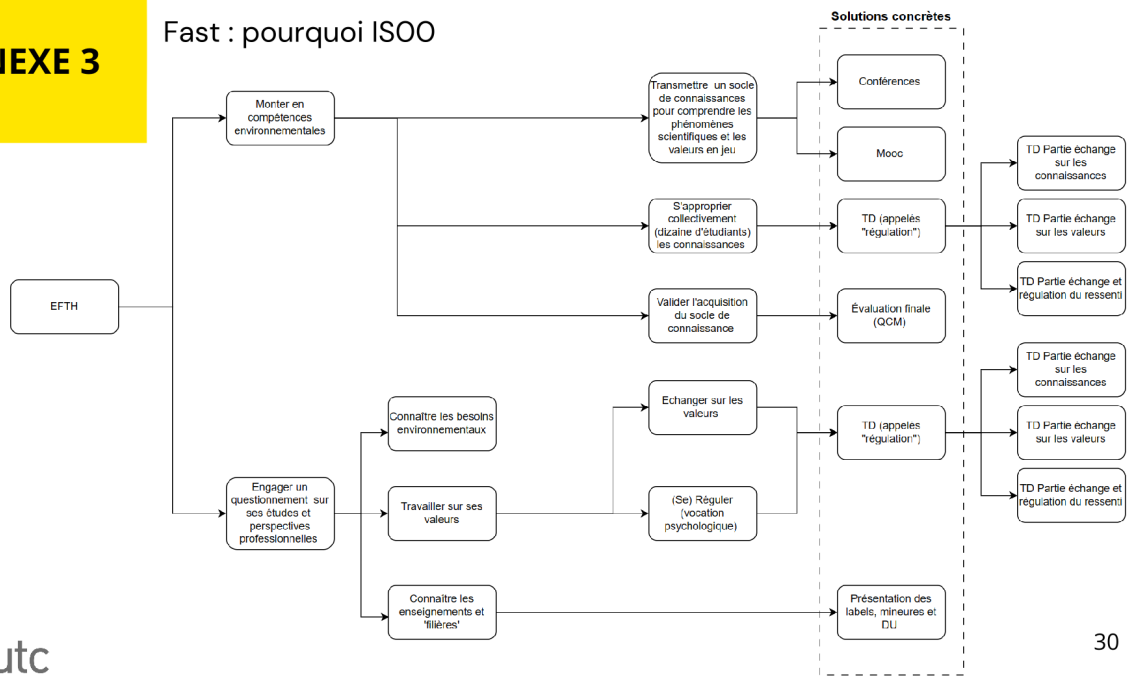 NEXE 3
Fast : pourquoi IS00
Solutions concrètes
Monter en
compétences
environnementales
Transmettre un socle
de connaissances
pour comprendre les
phénomènes
scientifiques et les
valeurs en jeu
Conférences
Mooc
S'approprier
collectivement
(dizaine d'étudiants)
les connaissances
TD (appelés
"régulation")
TD Partie échange
sur les
connaissances
TD Partie échange
sur les valeurs
TD Partie échange et
régulation du ressenti
EFTH
Valider l'acquisition
du socle de
connaissance
Évaluation finale
(QCM)
Connaître les besoins
environnementaux
Echanger sur les
valeurs
TD (appelés
"régulation")
TD Partie échange
sur les
connaissances
TD Partie échange
sur les valeurs
TD Partie échange et
régulation du ressenti
Engager un
questionnement sur
ses études et
perspectives
professionnelles
Travailler sur ses
valeurs
(Se) Réguler
(vocation
psychologique)
Connaître les
enseignements et
'filières'
Présentation des
labels, mineures et
DU
utc
30